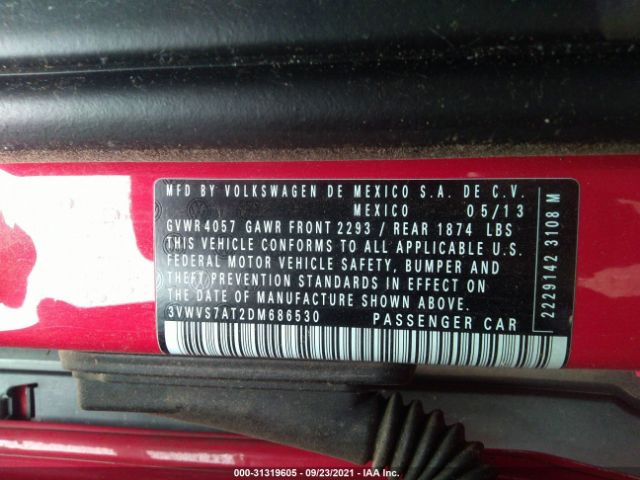 MFD BY VOLKSWAGEN DE MEXICO S.A. DE C.V.
MEXICO 05/13
GVWR 4057 GAWR FRONT 2293 / REAR 1874 LBS
THIS VEHICLE CONFORMS TO ALL APPLICABLE U.S.
FEDERAL MOTOR VEHICLE SAFETY, BUMPER AND
THEFT PREVENTION STANDARDS IN EFFECT ON
THE DATE OF MANUFACTURE SHOWN ABOVE.
3VWVS7AT2DM686530 PASSENGER CAR
2229142 3108 M
000-31319605 - 09/23/2021 - IAA Inc.